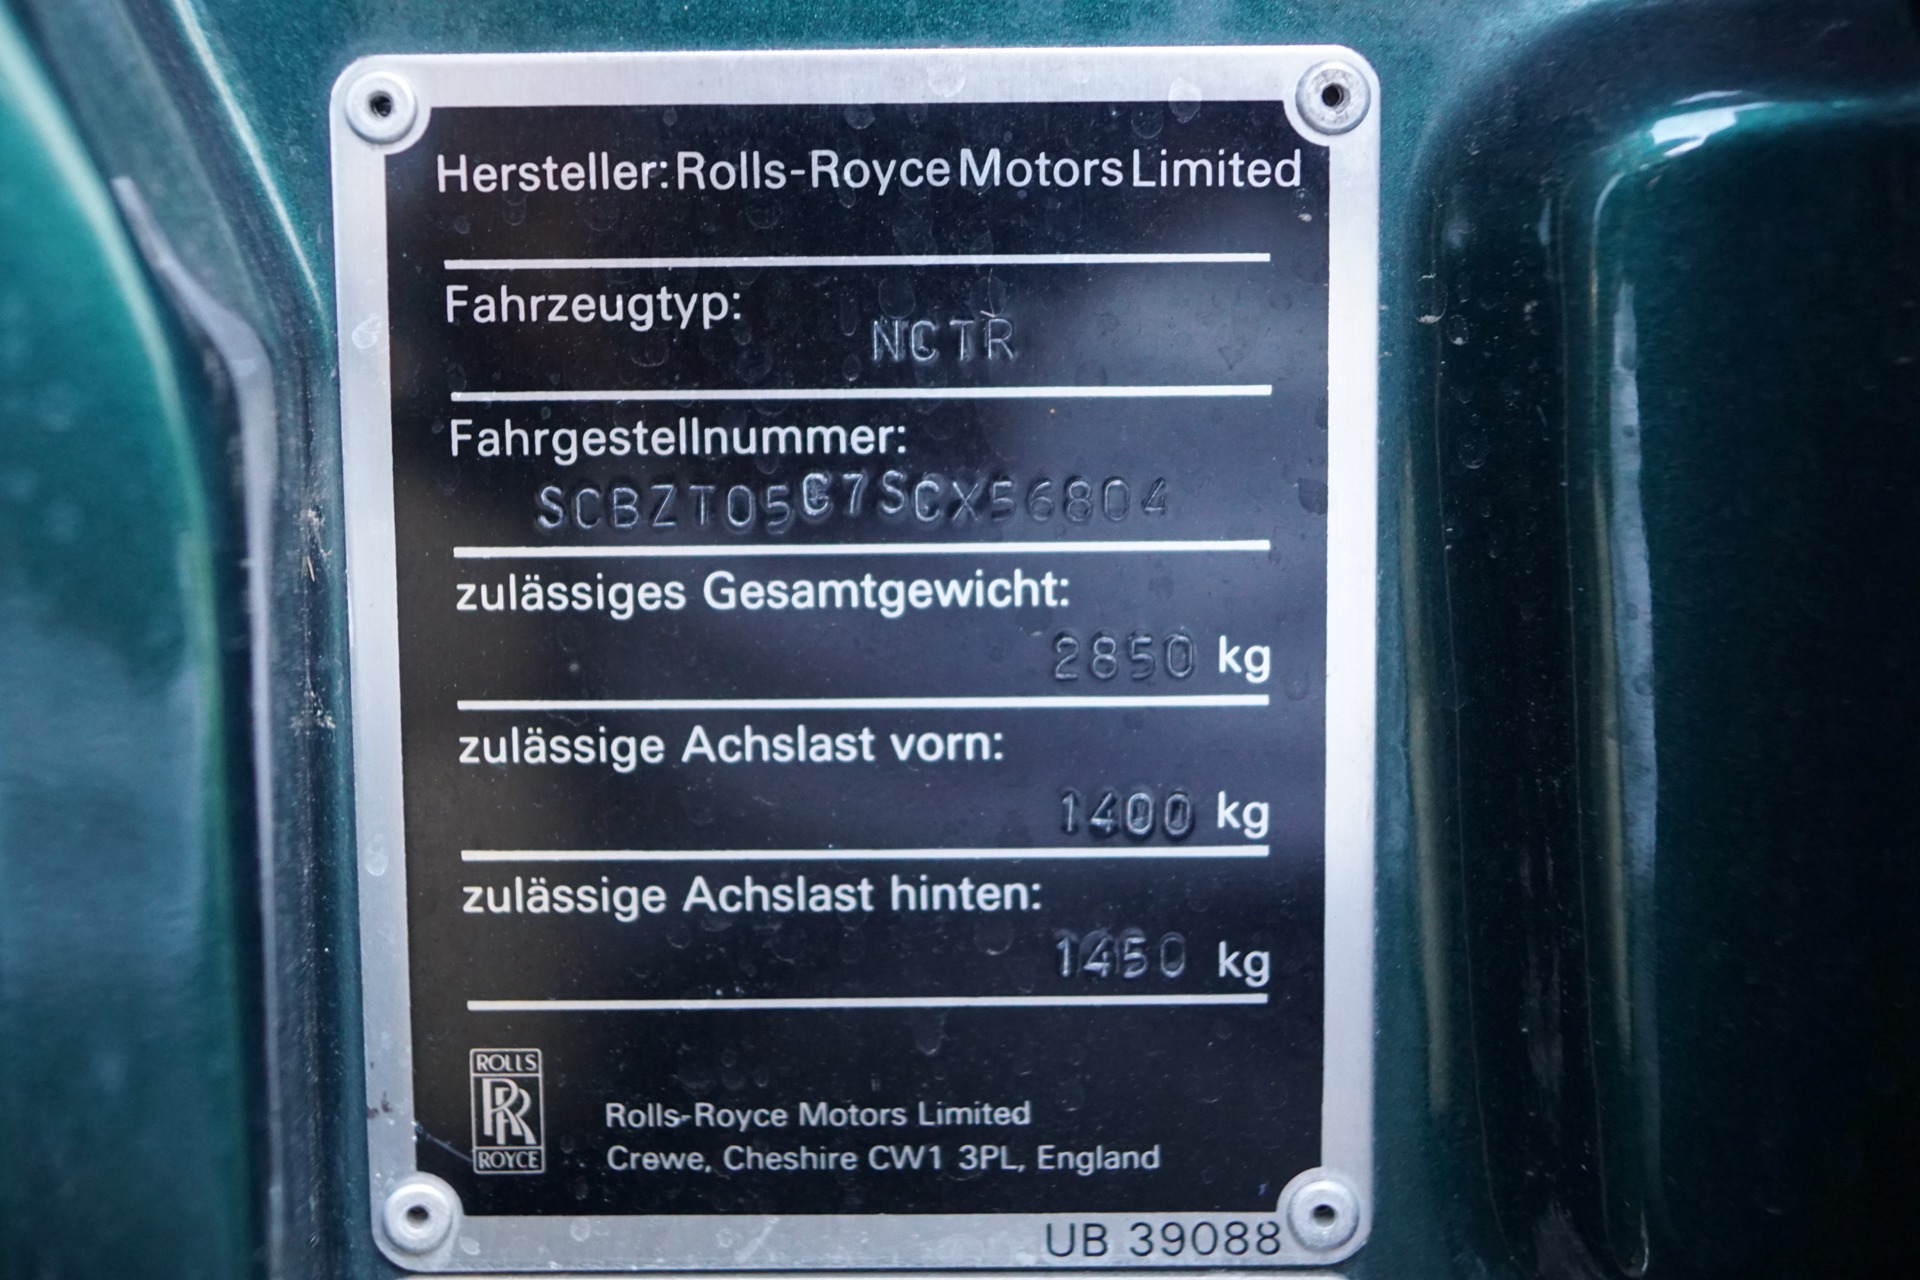 Hersteller: Rolls-Royce Motors Limited
Fahrzeugtyp:
NCTR
Fahrgestellnummer:
SCBZT05C7SCX56804
zulässiges Gesamtgewicht:
2850 kg
zulässige Achslast vorn:
1400 kg
zulässige Achslast hinten:
1450 kg
ROLLS
RR
ROYCE
Rolls-Royce Motors Limited
Crewe, Cheshire CW1 3PL, England
UB 39088